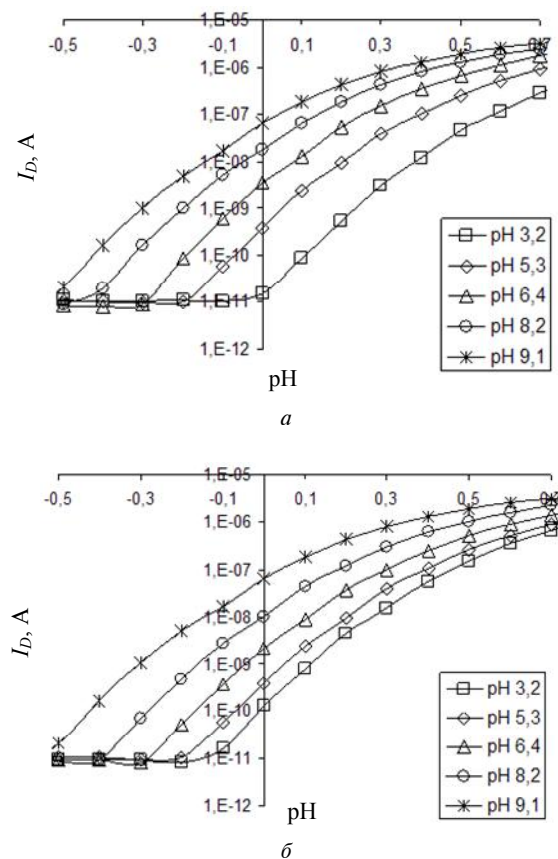 1,E-05
-0,5 -0,3 -0,1 0,1 0,3 0,5 0,7
1,E-06
1,E-07
1,E-08
1,E-09
1,E-10
1,E-11
1,E-12
I_D, A
pH 3,2
pH 5,3
pH 6,4
pH 8,2
pH 9,1
pH
а
1,E-05
-0,5 -0,3 -0,1 0,1 0,3 0,5 0,7
1,E-06
1,E-07
1,E-08
1,E-09
1,E-10
1,E-11
1,E-12
I_D, A
pH 3,2
pH 5,3
pH 6,4
pH 8,2
pH 9,1
pH
б